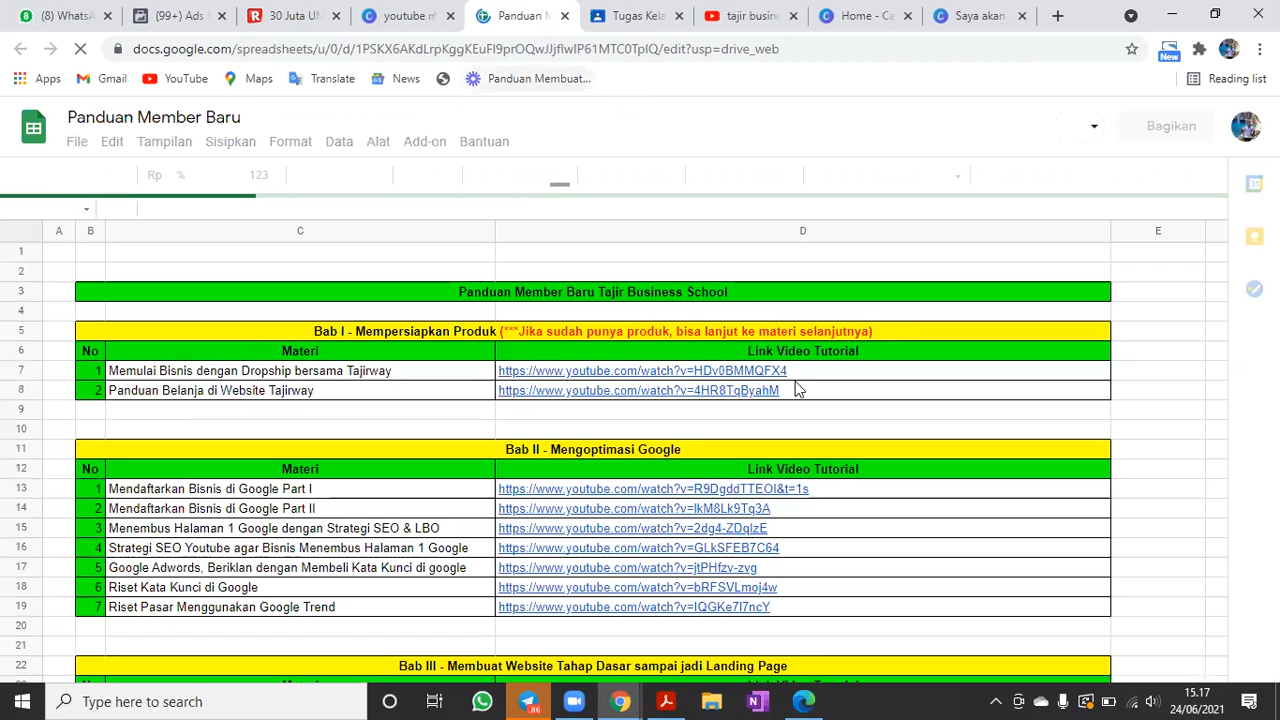 (8) WhatsA
(99+) Ads
30 Juta U
youtube m
Panduan M
Tugas Kela
tajir busine
Home - Ca
Saya akan
docs.google.com/spreadsheets/u/0/d/1PSKX6AKdLrpKggKEuFI9prOQwJJjflwIP61MTC0TpIQ/edit?usp=drive_web
New
Apps
Gmail
YouTube
Maps
Translate
News
Panduan Membuat...
Reading list
Panduan Member Baru
Bagikan
File Edit Tampilan Sisipkan Format Data Alat Add-on Bantuan
Rp % 123
A B C D E
1
2
3 Panduan Member Baru Tajir Business School
4
5 Bab I - Mempersiapkan Produk (***Jika sudah punya produk, bisa lanjut ke materi selanjutnya)
6 No Materi Link Video Tutorial
7 1 Memulai Bisnis dengan Dropship bersama Tajirway https://www.youtube.com/watch?v=HDv0BMMQFX4
8 2 Panduan Belanja di Website Tajirway https://www.youtube.com/watch?v=4HR8TqByahM
9
10
11 Bab II - Mengoptimasi Google
12 No Materi Link Video Tutorial
13 1 Mendaftarkan Bisnis di Google Part I https://www.youtube.com/watch?v=R9DgddTTEOI&t=1s
14 2 Mendaftarkan Bisnis di Google Part II https://www.youtube.com/watch?v=lkM8Lk9Tq3A
15 3 Menembus Halaman 1 Google dengan Strategi SEO & LBO https://www.youtube.com/watch?v=2dg4-ZDqlzE
16 4 Strategi SEO Youtube agar Bisnis Menembus Halaman 1 Google https://www.youtube.com/watch?v=GLkSFEB7C64
17 5 Google Adwords, Beriklan dengan Membeli Kata Kunci di google https://www.youtube.com/watch?v=jtPHfzv-zvg
18 6 Riset Kata Kunci di Google https://www.youtube.com/watch?v=bRFSVLmoj4w
19 7 Riset Pasar Menggunakan Google Trend https://www.youtube.com/watch?v=IQGKe7I7ncY
20
21
22 Bab III - Membuat Website Tahap Dasar sampai jadi Landing Page
No Materi Link Video Tutorial
Type here to search
86
15.17
24/06/2021